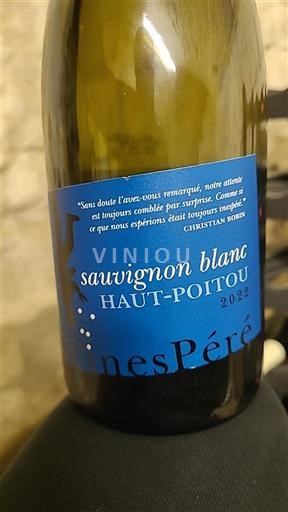 "Sans doute l'avez-vous remarqué, notre attente
est toujours comblée par surprise. Comme si
ce que nous espérions était toujours inespéré."
CHRISTIAN BOBIN
VINIOU
sauvignon blanc
HAUT-POITOU
2022
inesPéré